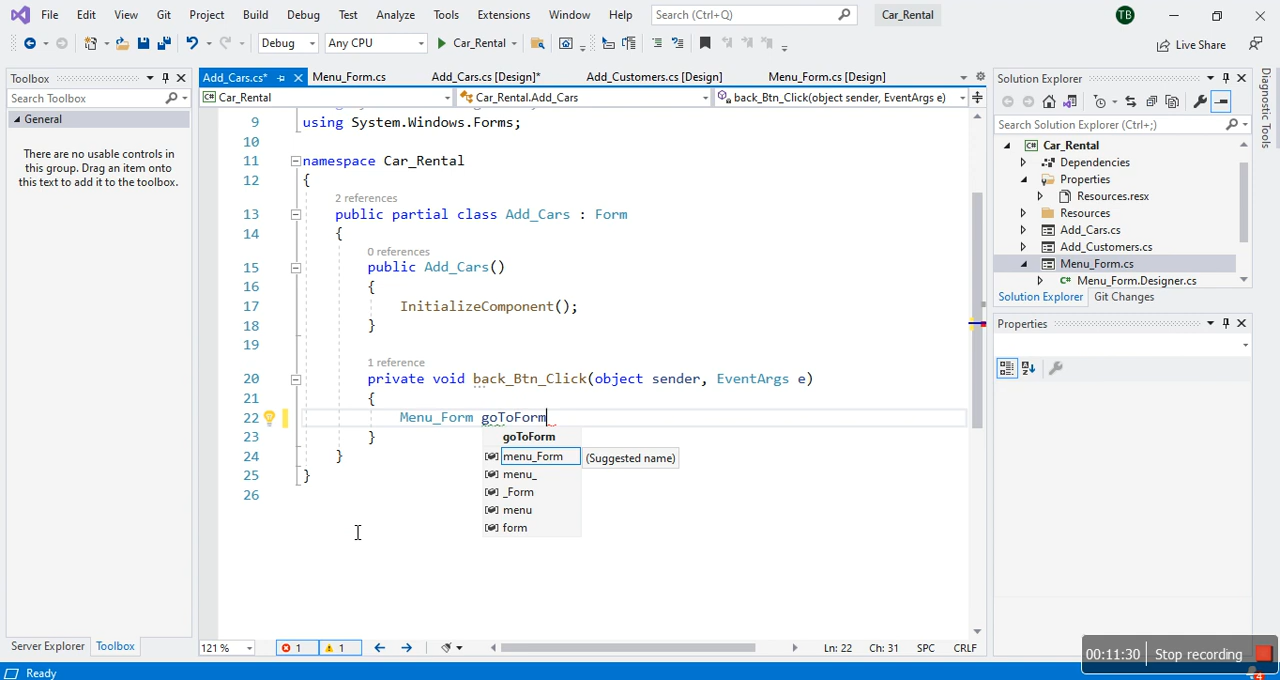 File Edit View Git Project Build Debug Test Analyze Tools Extensions Window Help Search (Ctrl+Q) Car_Rental TB
Debug Any CPU Car_Rental Live Share
Toolbox
Search Toolbox
General
There are no usable controls in
this group. Drag an item onto
this text to add it to the toolbox.
Server Explorer Toolbox
Add_Cars.cs* Menu_Form.cs Add_Cars.cs [Design]* Add_Customers.cs [Design] Menu_Form.cs [Design]
Car_Rental Car_Rental.Add_Cars back_Btn_Click(object sender, EventArgs e)
9 using System.Windows.Forms;
10
11 namespace Car_Rental
12 {
2 references
13 public partial class Add_Cars : Form
14 {
0 references
15 public Add_Cars()
16 {
17 InitializeComponent();
18 }
19
1 reference
20 private void back_Btn_Click(object sender, EventArgs e)
21 {
22 Menu_Form goToForm
23 }
24 }
25 }
26
goToForm
menu_Form (Suggested name)
menu_
_Form
menu
form
121 % 1 1 Ln: 22 Ch: 31 SPC CRLF
Solution Explorer
Search Solution Explorer (Ctrl+;)
Car_Rental
Dependencies
Properties
Resources.resx
Resources
Add_Cars.cs
Add_Customers.cs
Menu_Form.cs
Menu_Form.Designer.cs
Solution Explorer Git Changes
Properties
Diagnostic Tools
00:11:30 Stop recording
Ready 4